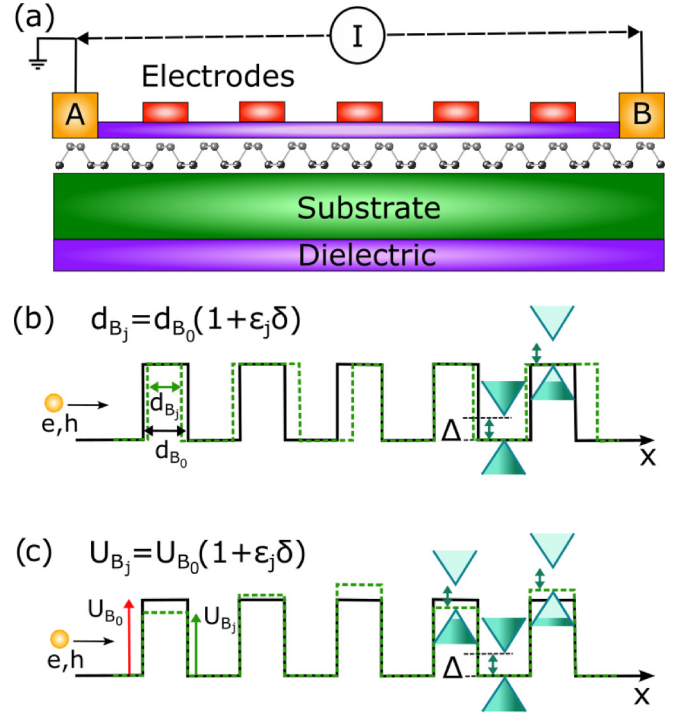 (a)
I
Electrodes
A
B
Substrate
Dielectric
(b) d_{B_j}=d_{B_0}(1+ε_jδ)
d_{B_j}
e,h
d_{B_0}
Δ
x
(c) U_{B_j}=U_{B_0}(1+ε_jδ)
U_{B_0}
U_{B_j}
e,h
Δ
x